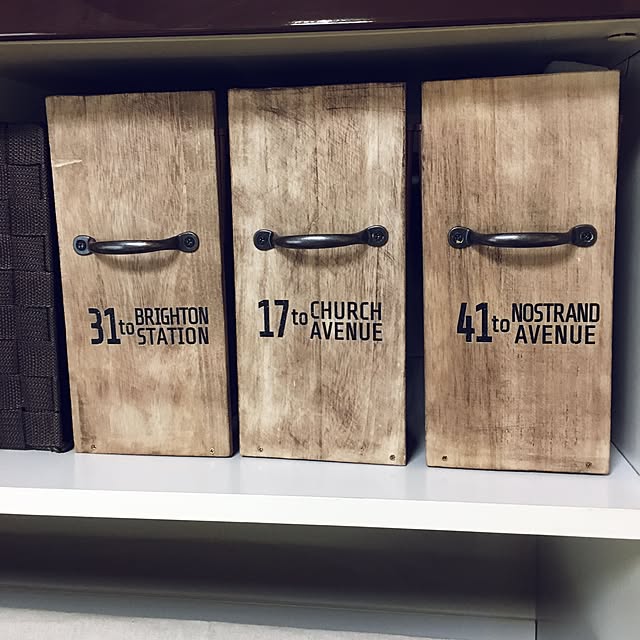 31 to BRIGHTON
STATION
17 to CHURCH
AVENUE
41 to NOSTRAND
AVENUE